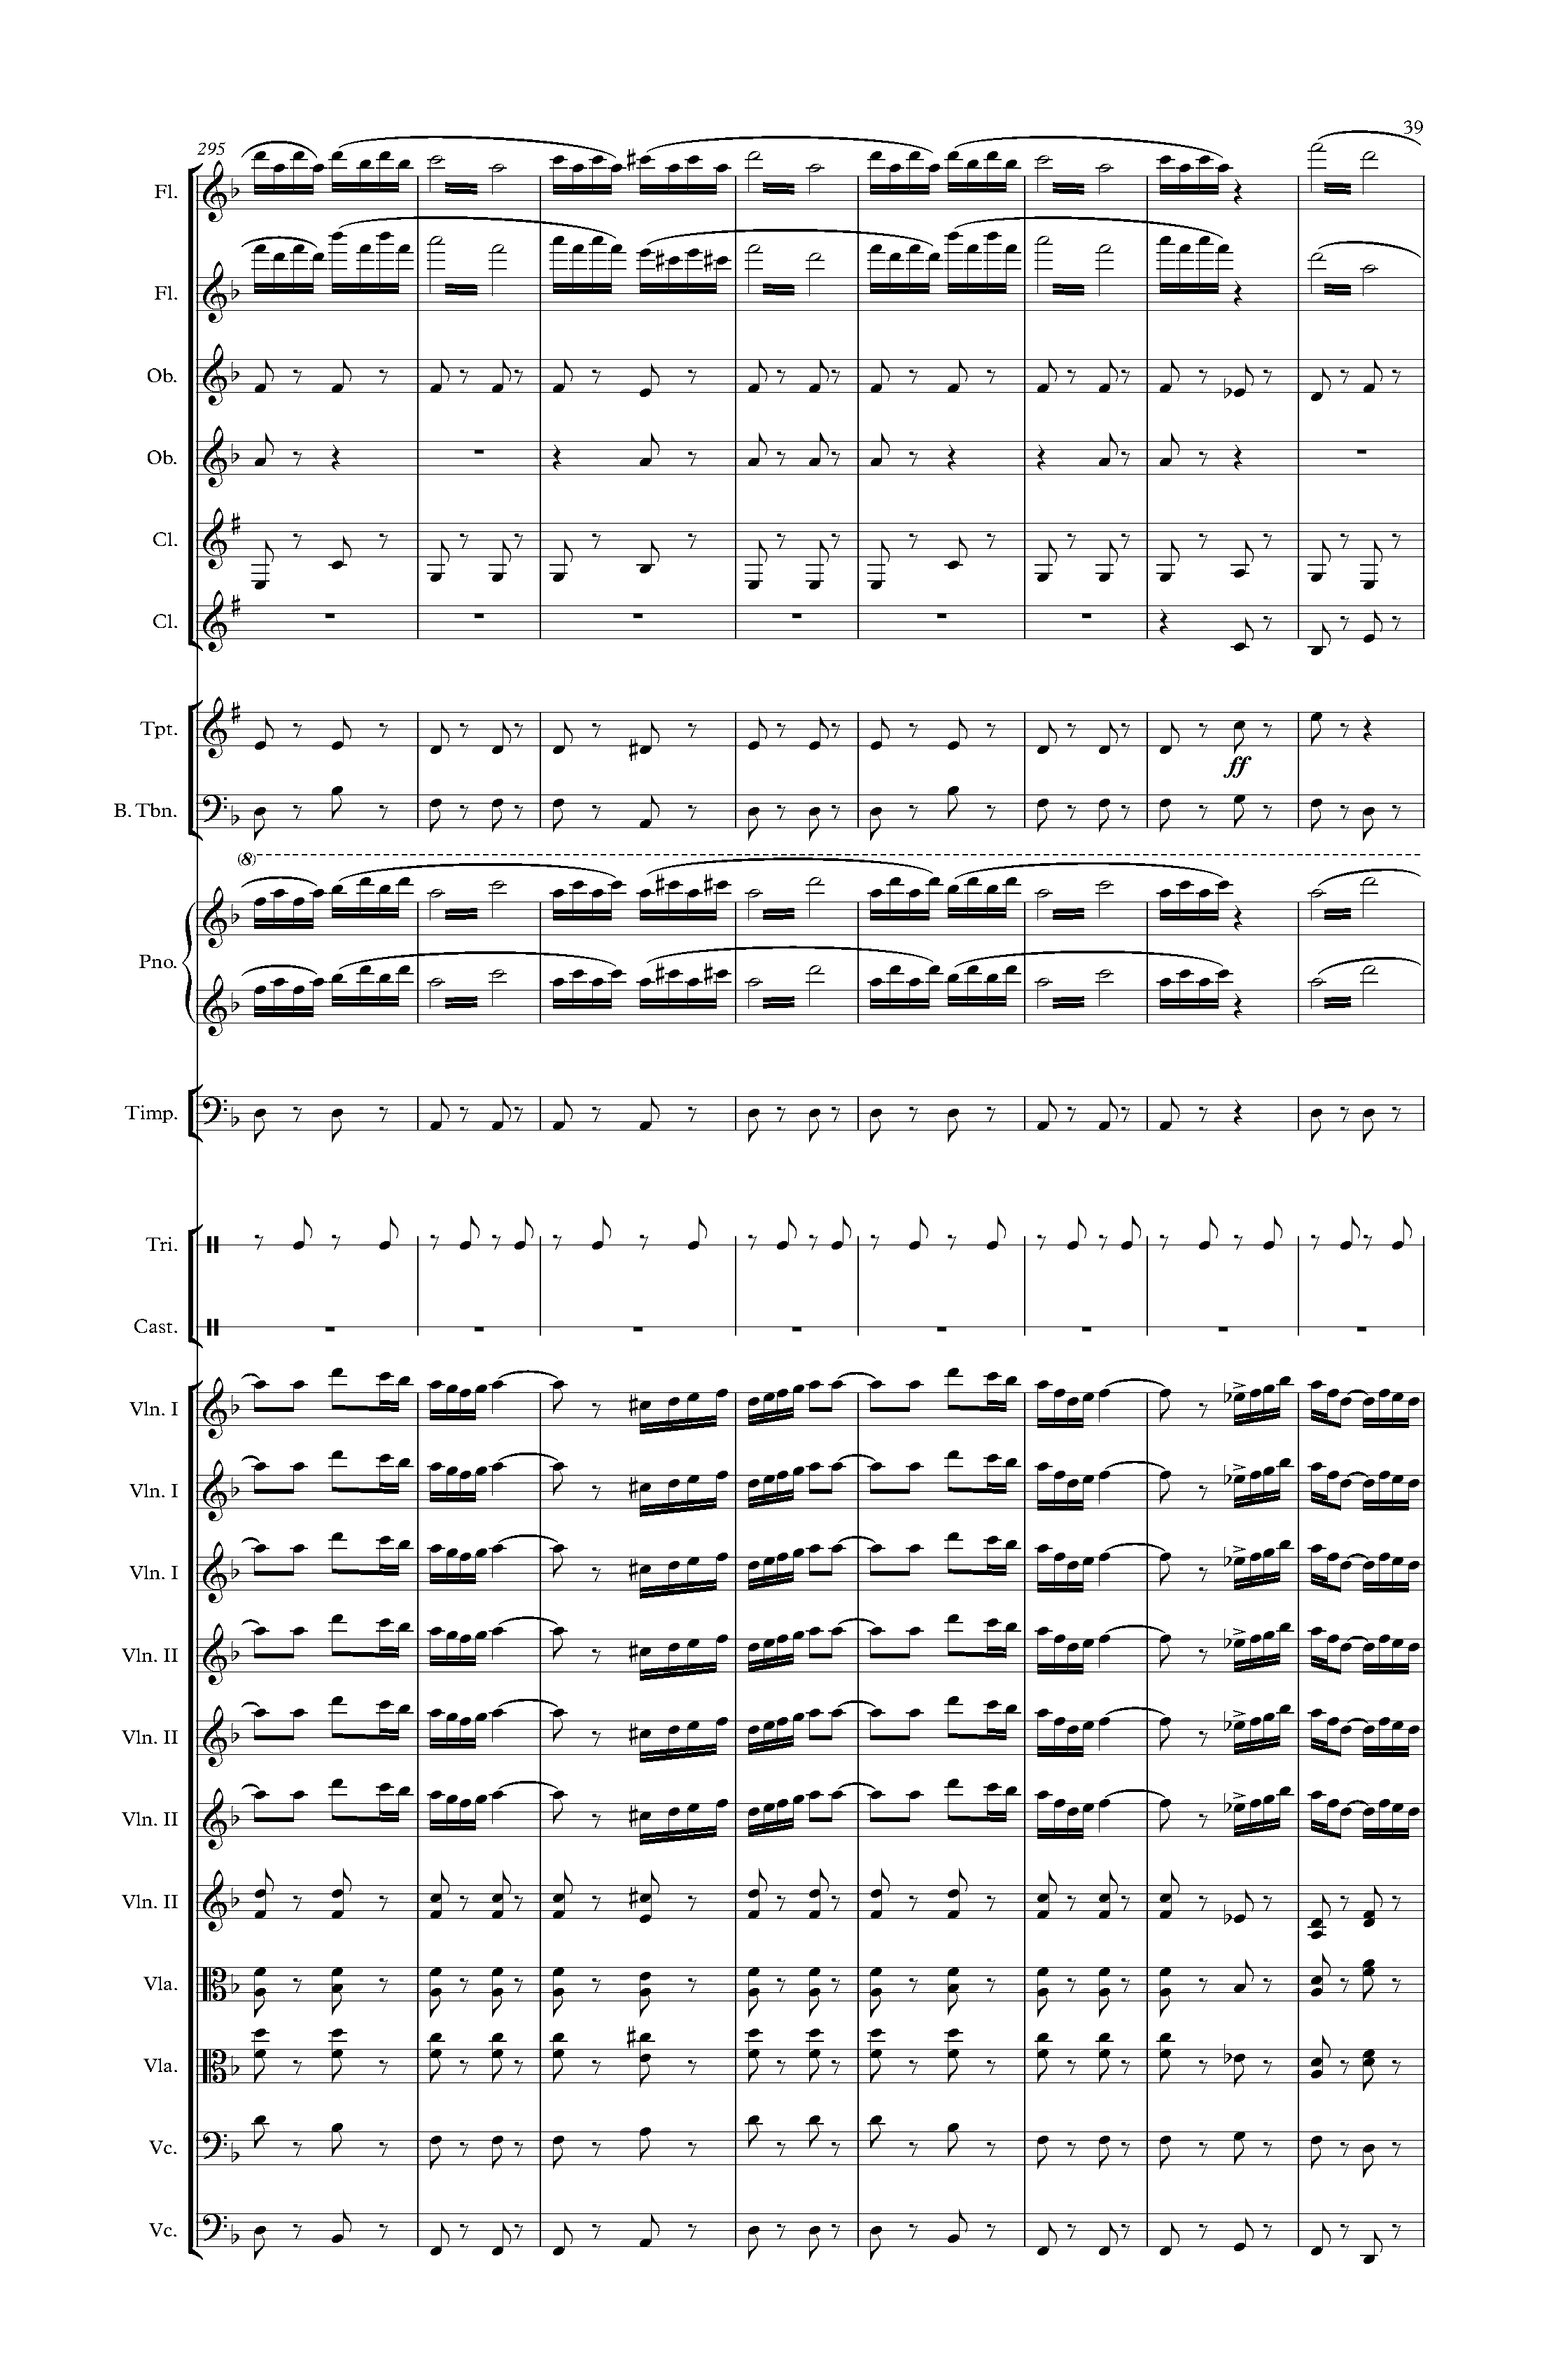 39
295
Fl.
Fl.
Ob.
Ob.
Cl.
Cl.
Tpt.
ff
B. Tbn.
(8)
Pno.
Timp.
Tri.
Cast.
Vln. I
Vln. I
Vln. I
Vln. II
Vln. II
Vln. II
Vln. II
Vla.
Vla.
Vc.
Vc.